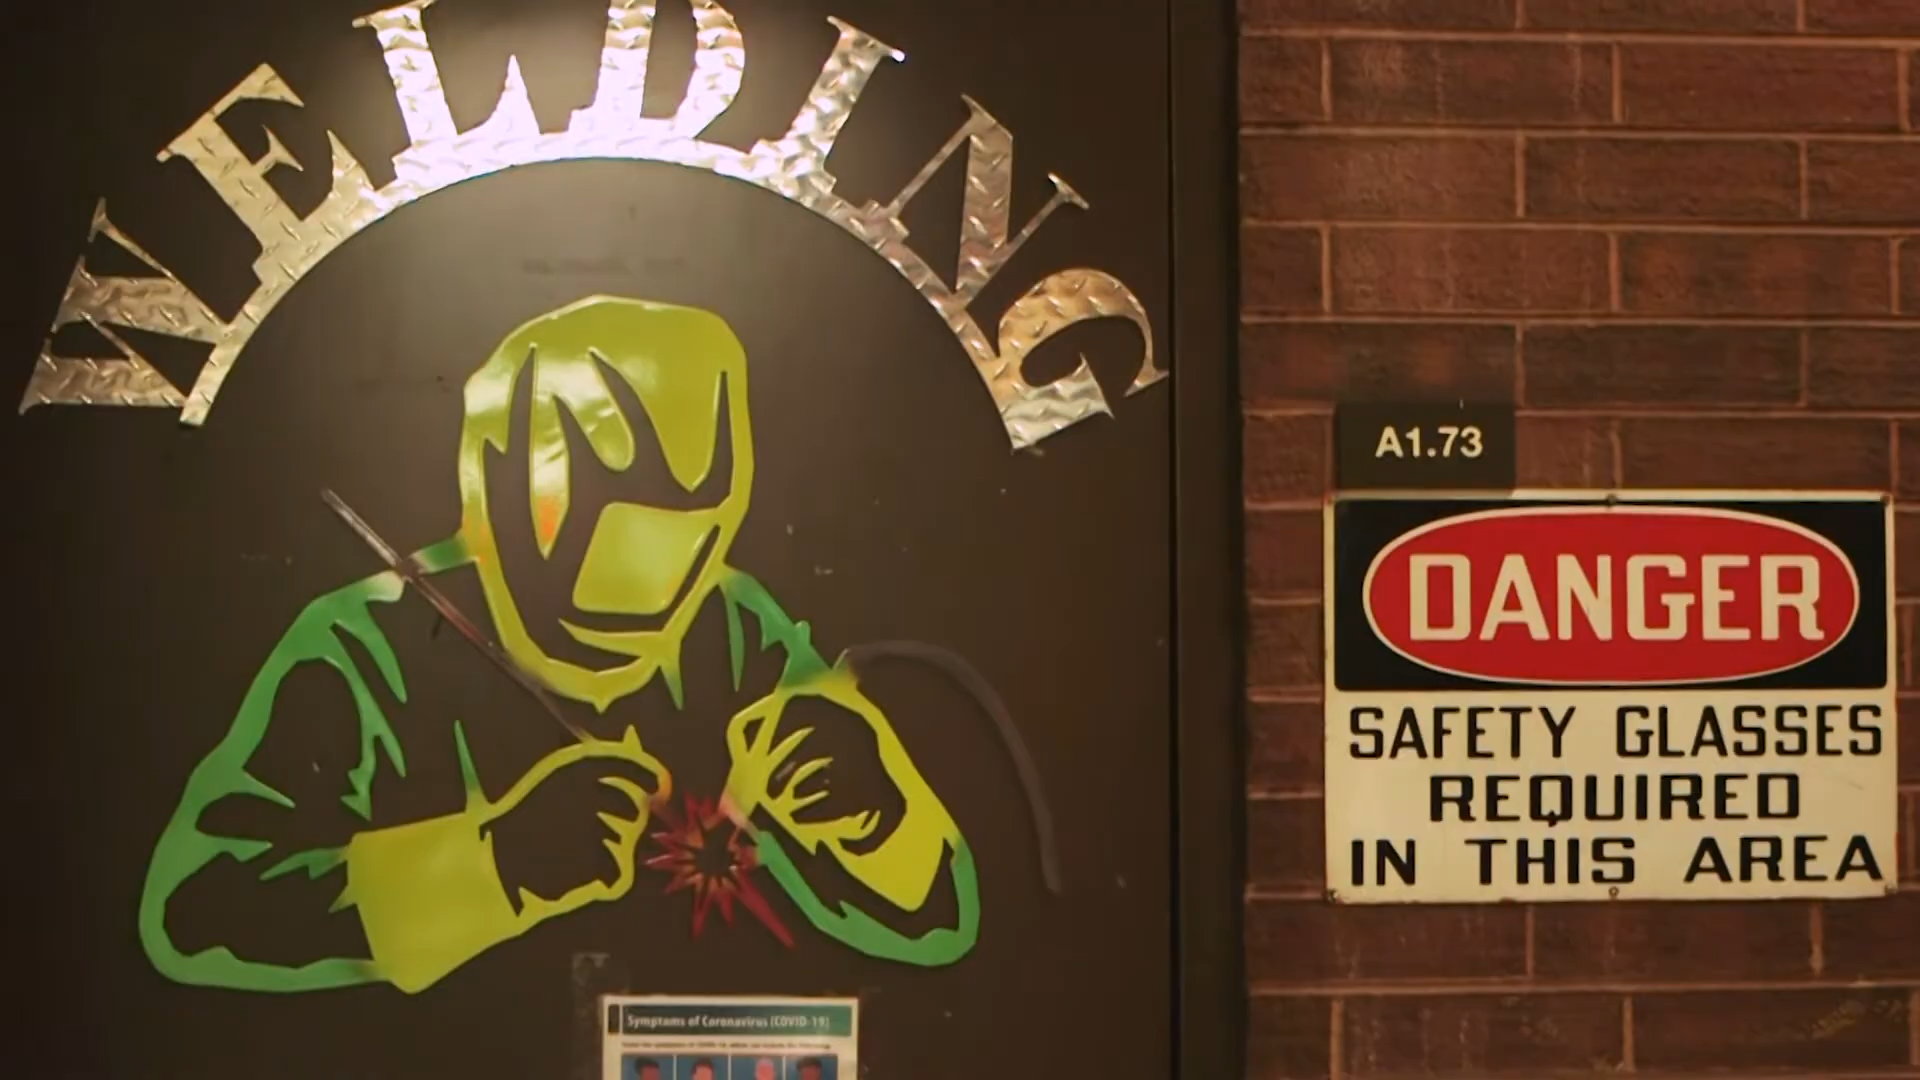 WELDING
A1.73
DANGER
SAFETY GLASSES
REQUIRED
IN THIS AREA
Symptoms of Coronavirus (COVID-19)